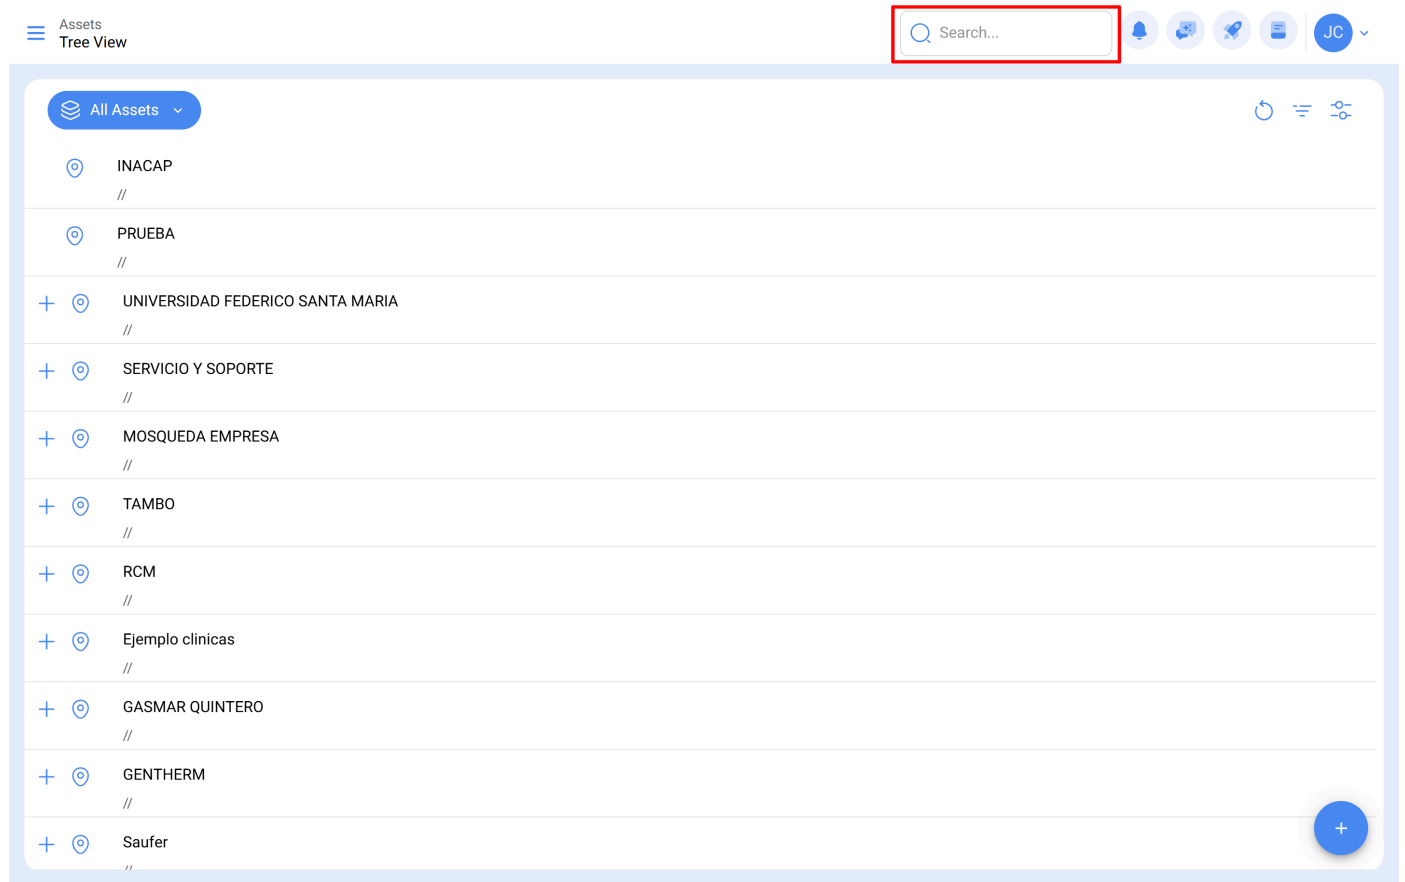 Assets
Tree View
Search...
JC
All Assets
INACAP
//
PRUEBA
//
UNIVERSIDAD FEDERICO SANTA MARIA
//
SERVICIO Y SOPORTE
//
MOSQUEDA EMPRESA
//
TAMBO
//
RCM
//
Ejemplo clinicas
//
GASMAR QUINTERO
//
GENTHERM
//
Saufer
//